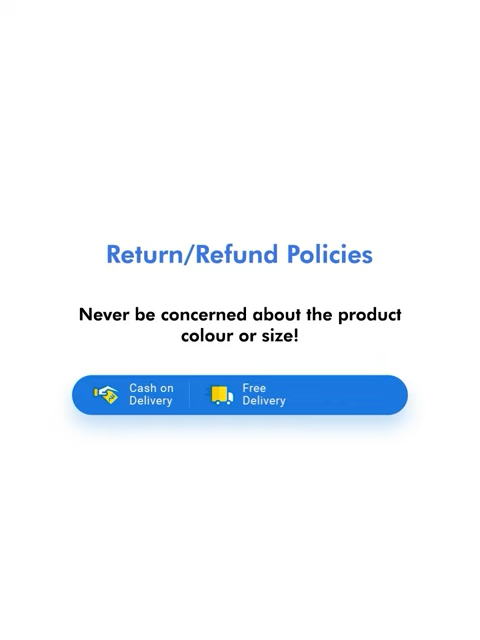 Return/Refund Policies
Never be concerned about the product
colour or size!
Cash on
Delivery
Free
Delivery